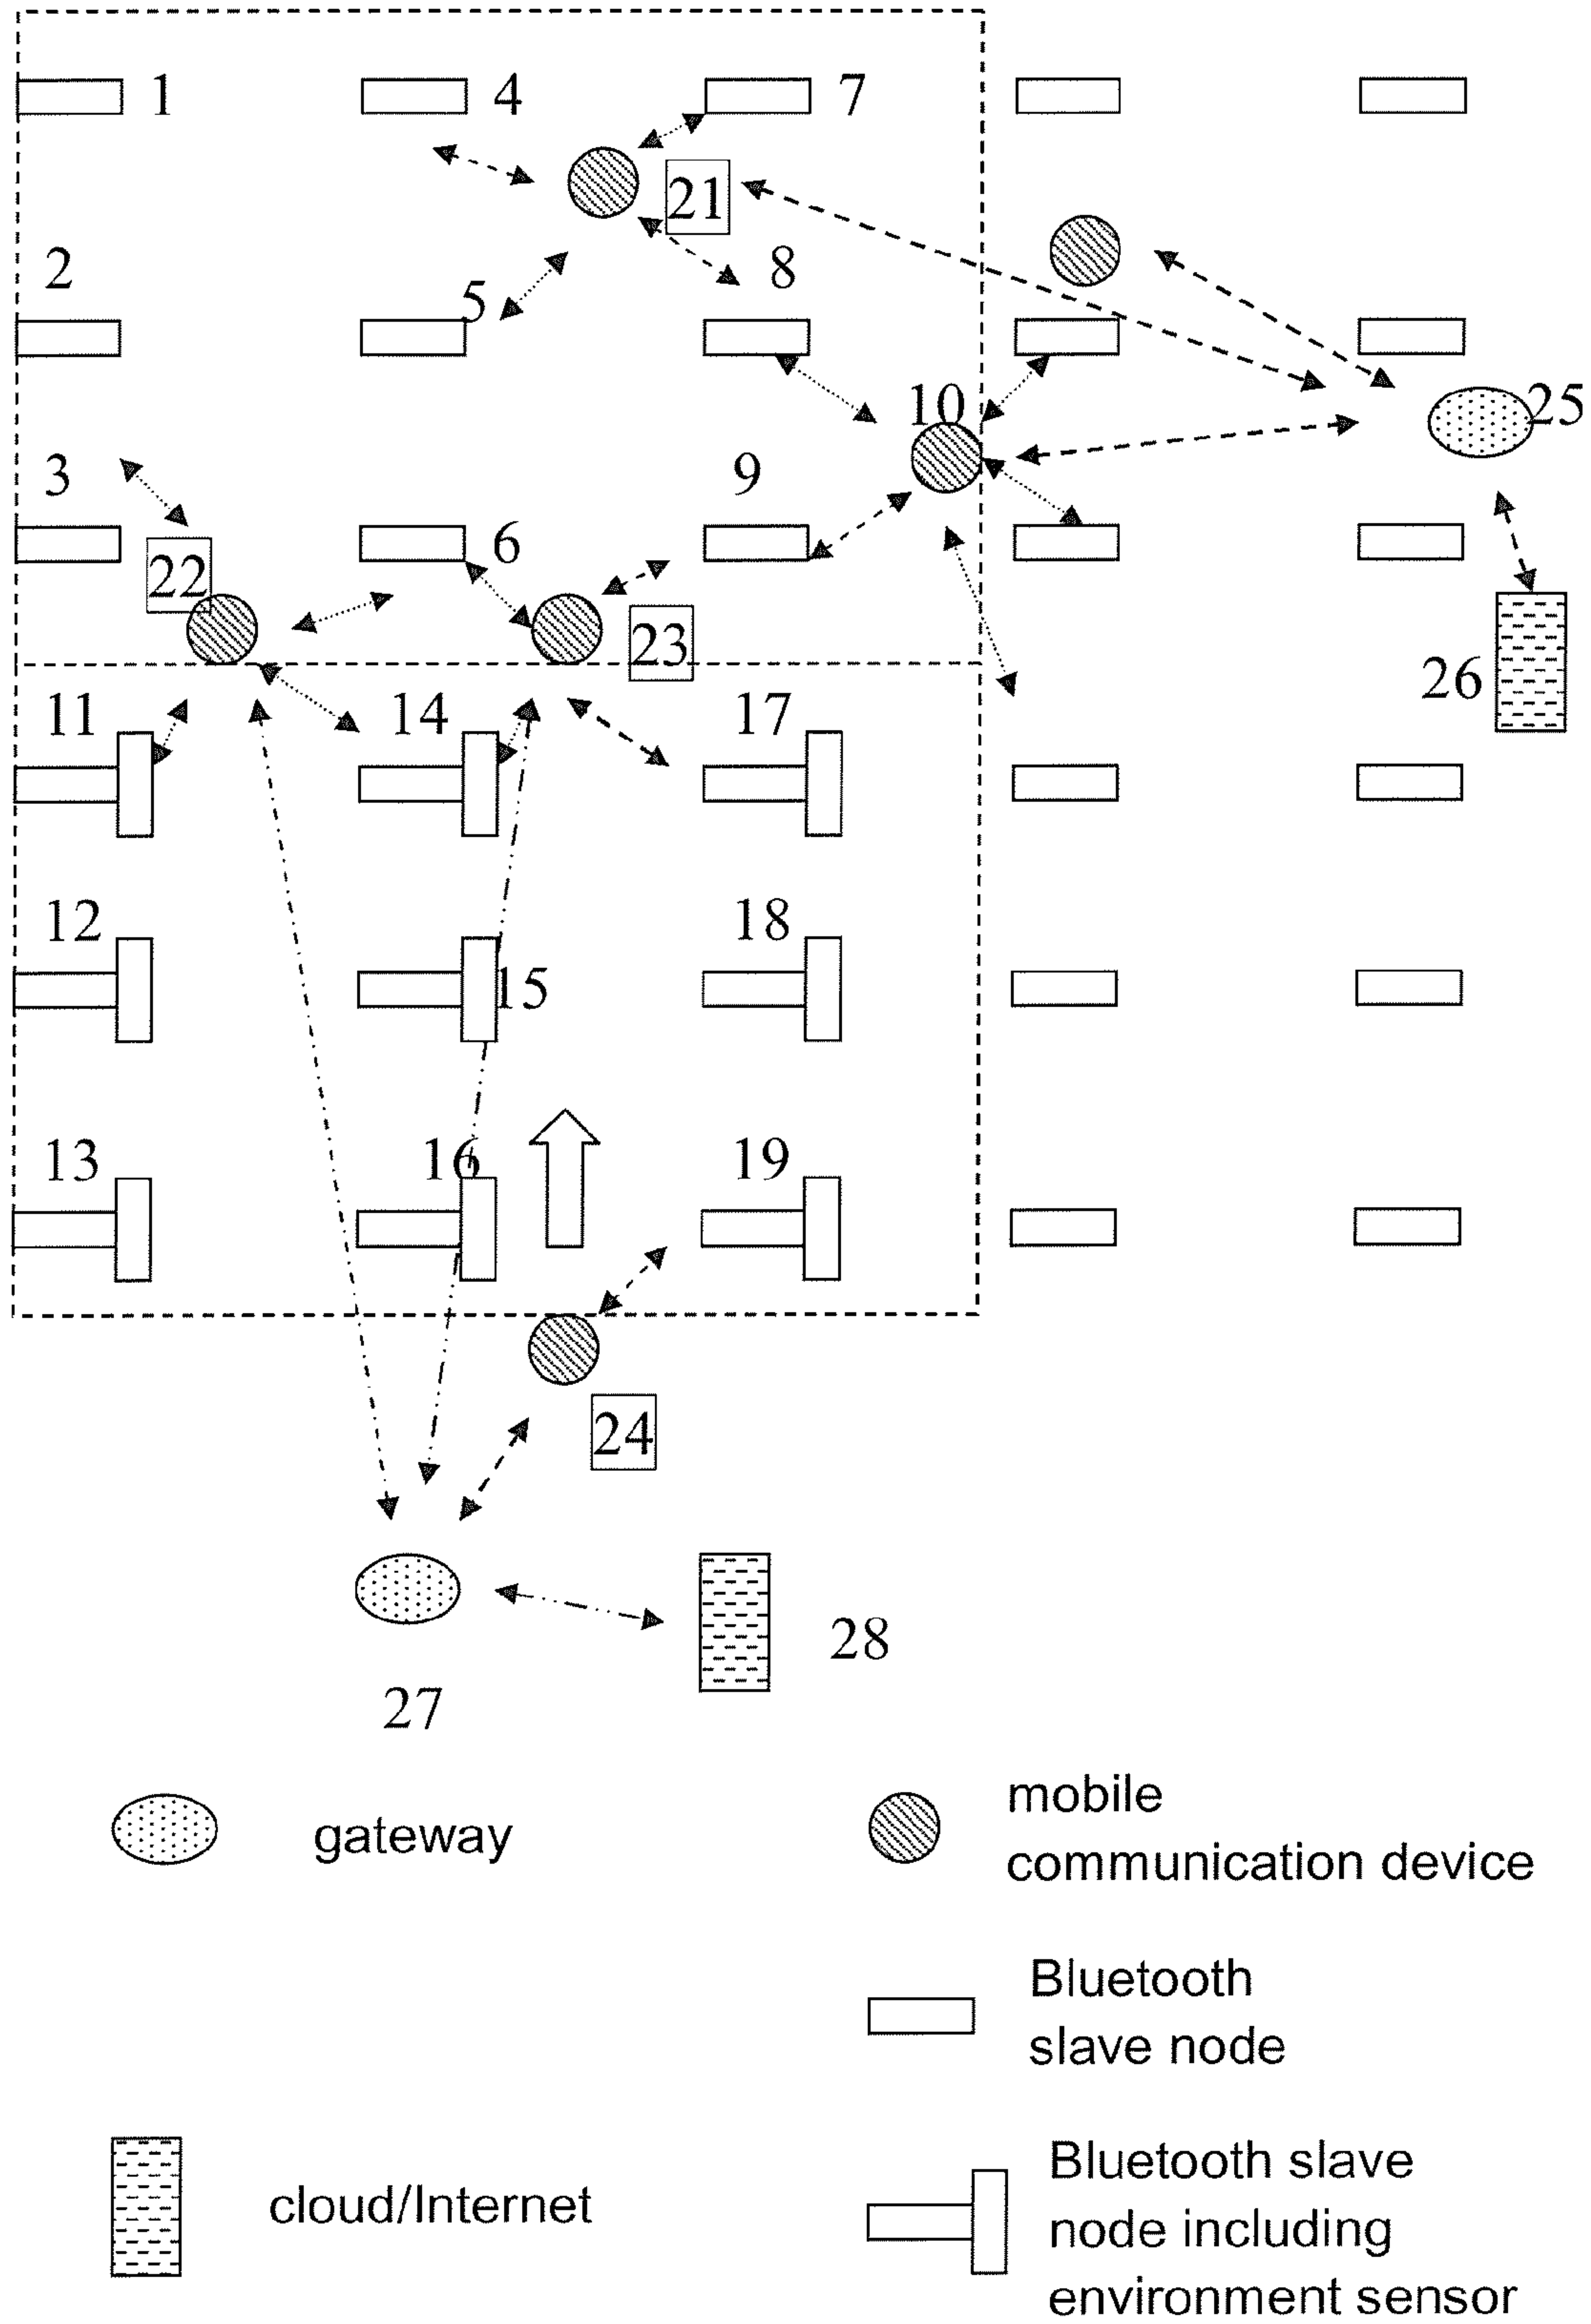 1 4 7
21
2 5 8
10 25
3 6 9
22 23
26
11 14 17
12 15 18
13 16 19
24
28
27
gateway
mobile
communication device
Bluetooth
slave node
cloud/Internet
Bluetooth slave
node including
environment sensor